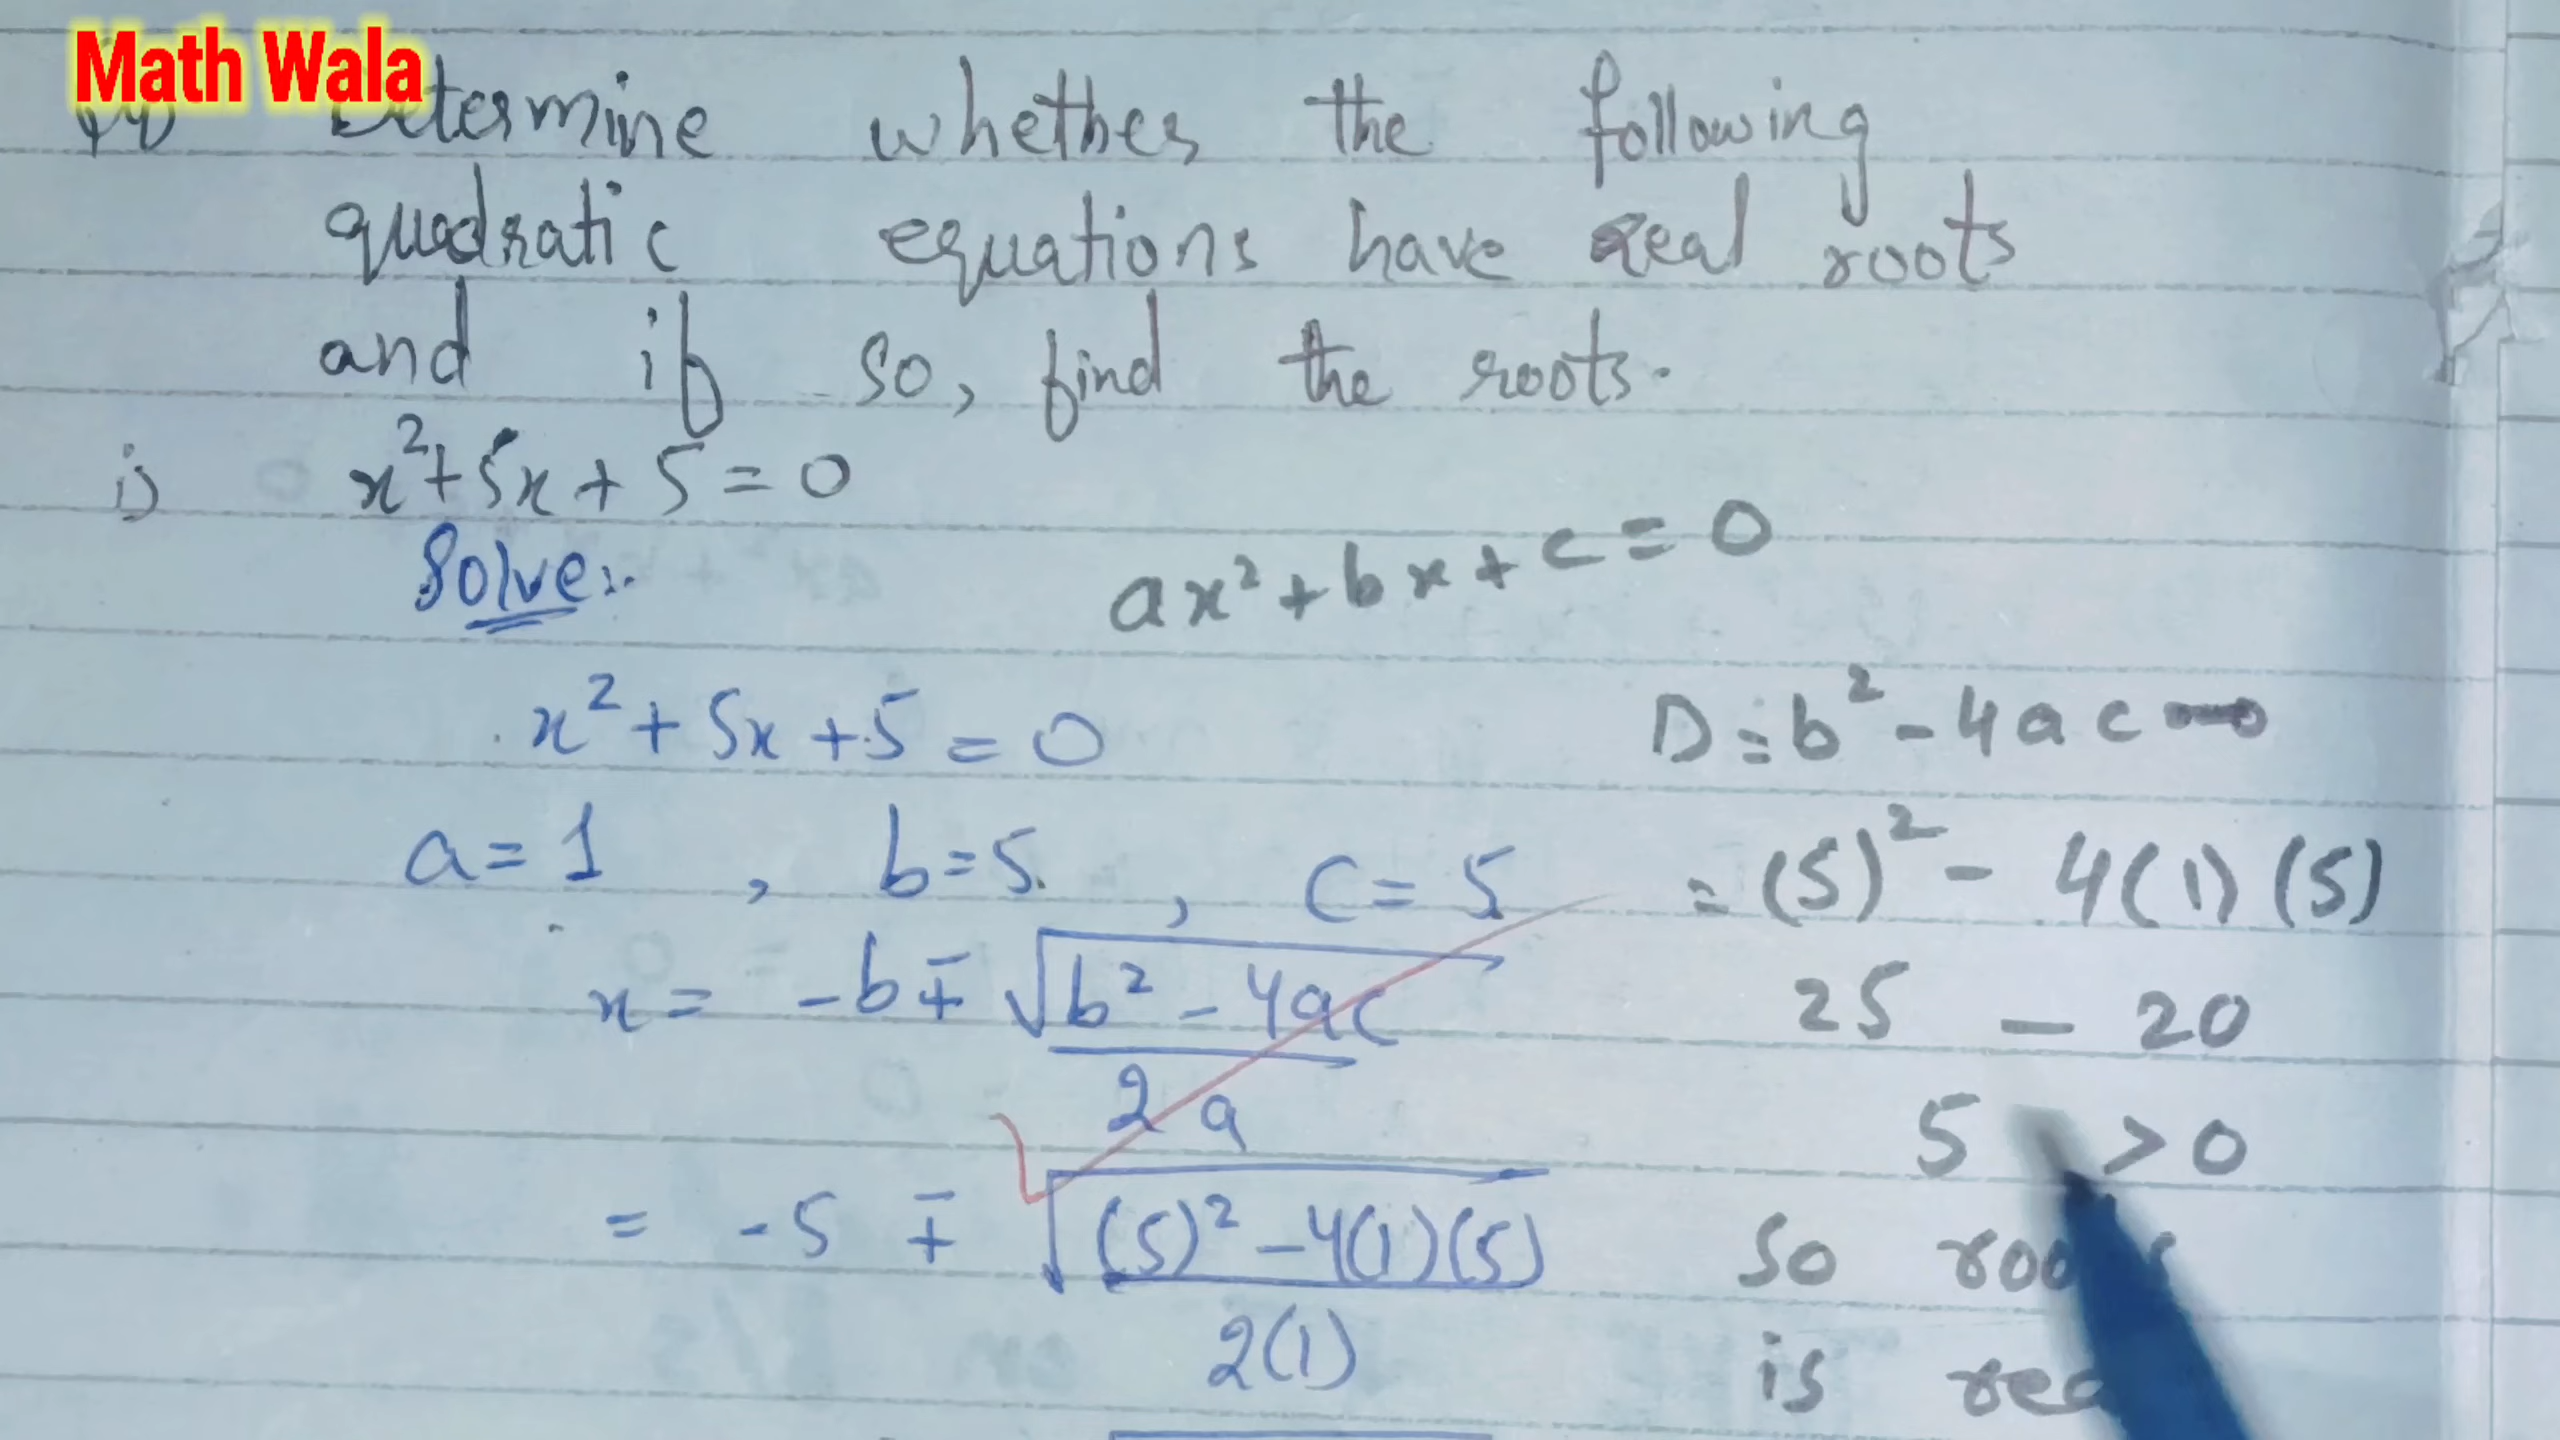 Math Wala
Determine whether the following
quadratic equations have real roots
and if so, find the roots.
i) x²+5x+5=0
Solve:-
ax²+bx+c=0
x²+5x+5=0
D=b²-4ac
a=1, b=5, c=5
=(5)²-4(1)(5)
x= -b∓√b²-4ac
25-20
2a
5>0
= -5∓√(5)²-4(1)(5)
So
2(1)
is